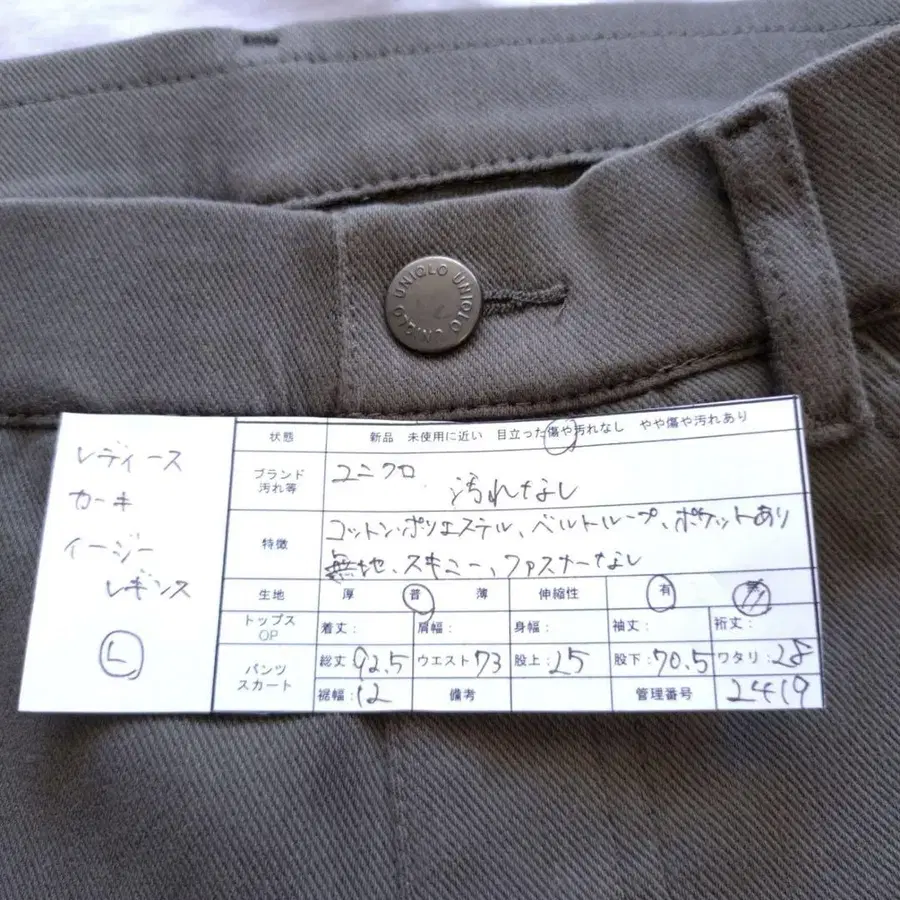 UNIQLO UNIQLO UNIQLO
レディース
カーキ
イージー
レギンス
L
状態 新品 未使用に近い 目立った傷や汚れなし やや傷や汚れあり
ブランド 汚れ等 ユニクロ 汚れなし
特徴 コットン・ポリエステル、ベルトループ、ポケットあり
無地、スキニー、ファスナーなし
生地 厚 普 薄 伸縮性 有 無
トップス OP 着丈: 肩幅: 身幅: 袖丈: 裄丈:
パンツ スカート 総丈:92.5 ウエスト:73 股上:25 股下:70.5 ワタリ:28
裾幅:12 備考 管理番号 2419